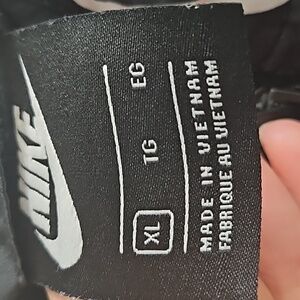 NIKE
XL TG EG
MADE IN VIETNAM
FABRIQUE AU VIETNAM